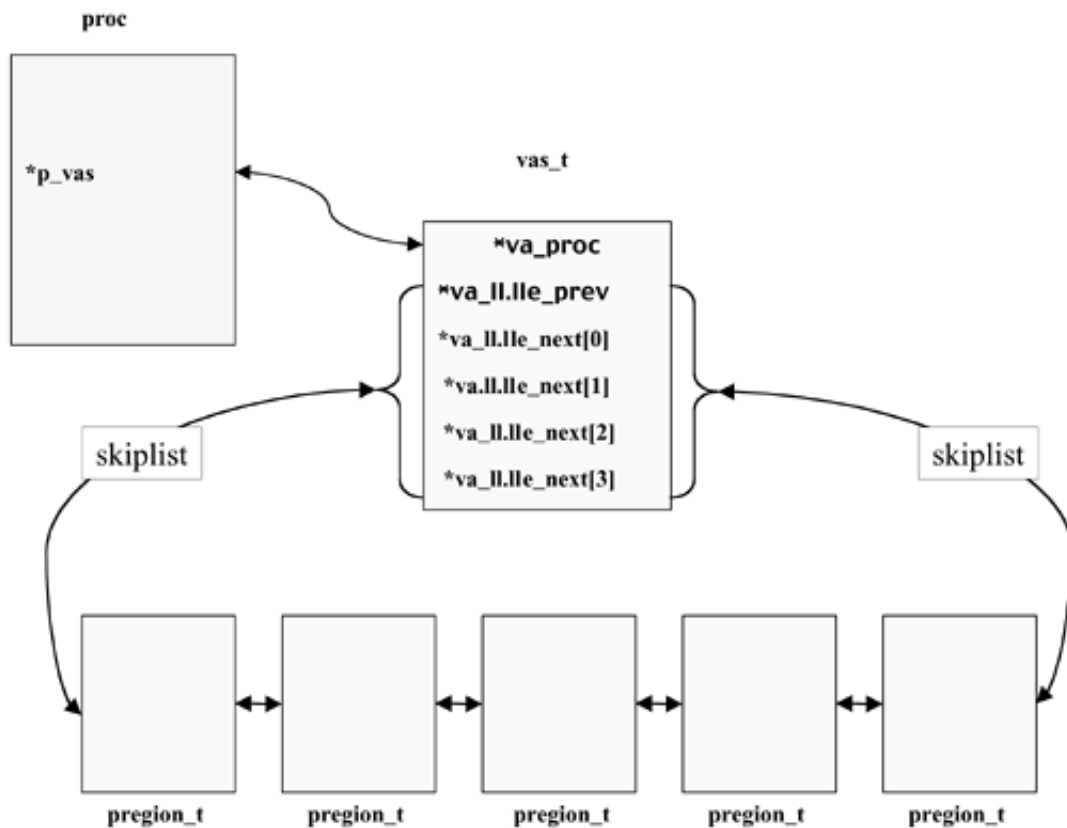 proc
*p_vas
vas_t
*va_proc
*va_ll.lle_prev
*va_ll.lle_next[0]
*va.ll.lle_next[1]
*va_ll.lle_next[2]
*va_ll.lle_next[3]
skiplist
skiplist
pregion_t
pregion_t
pregion_t
pregion_t
pregion_t